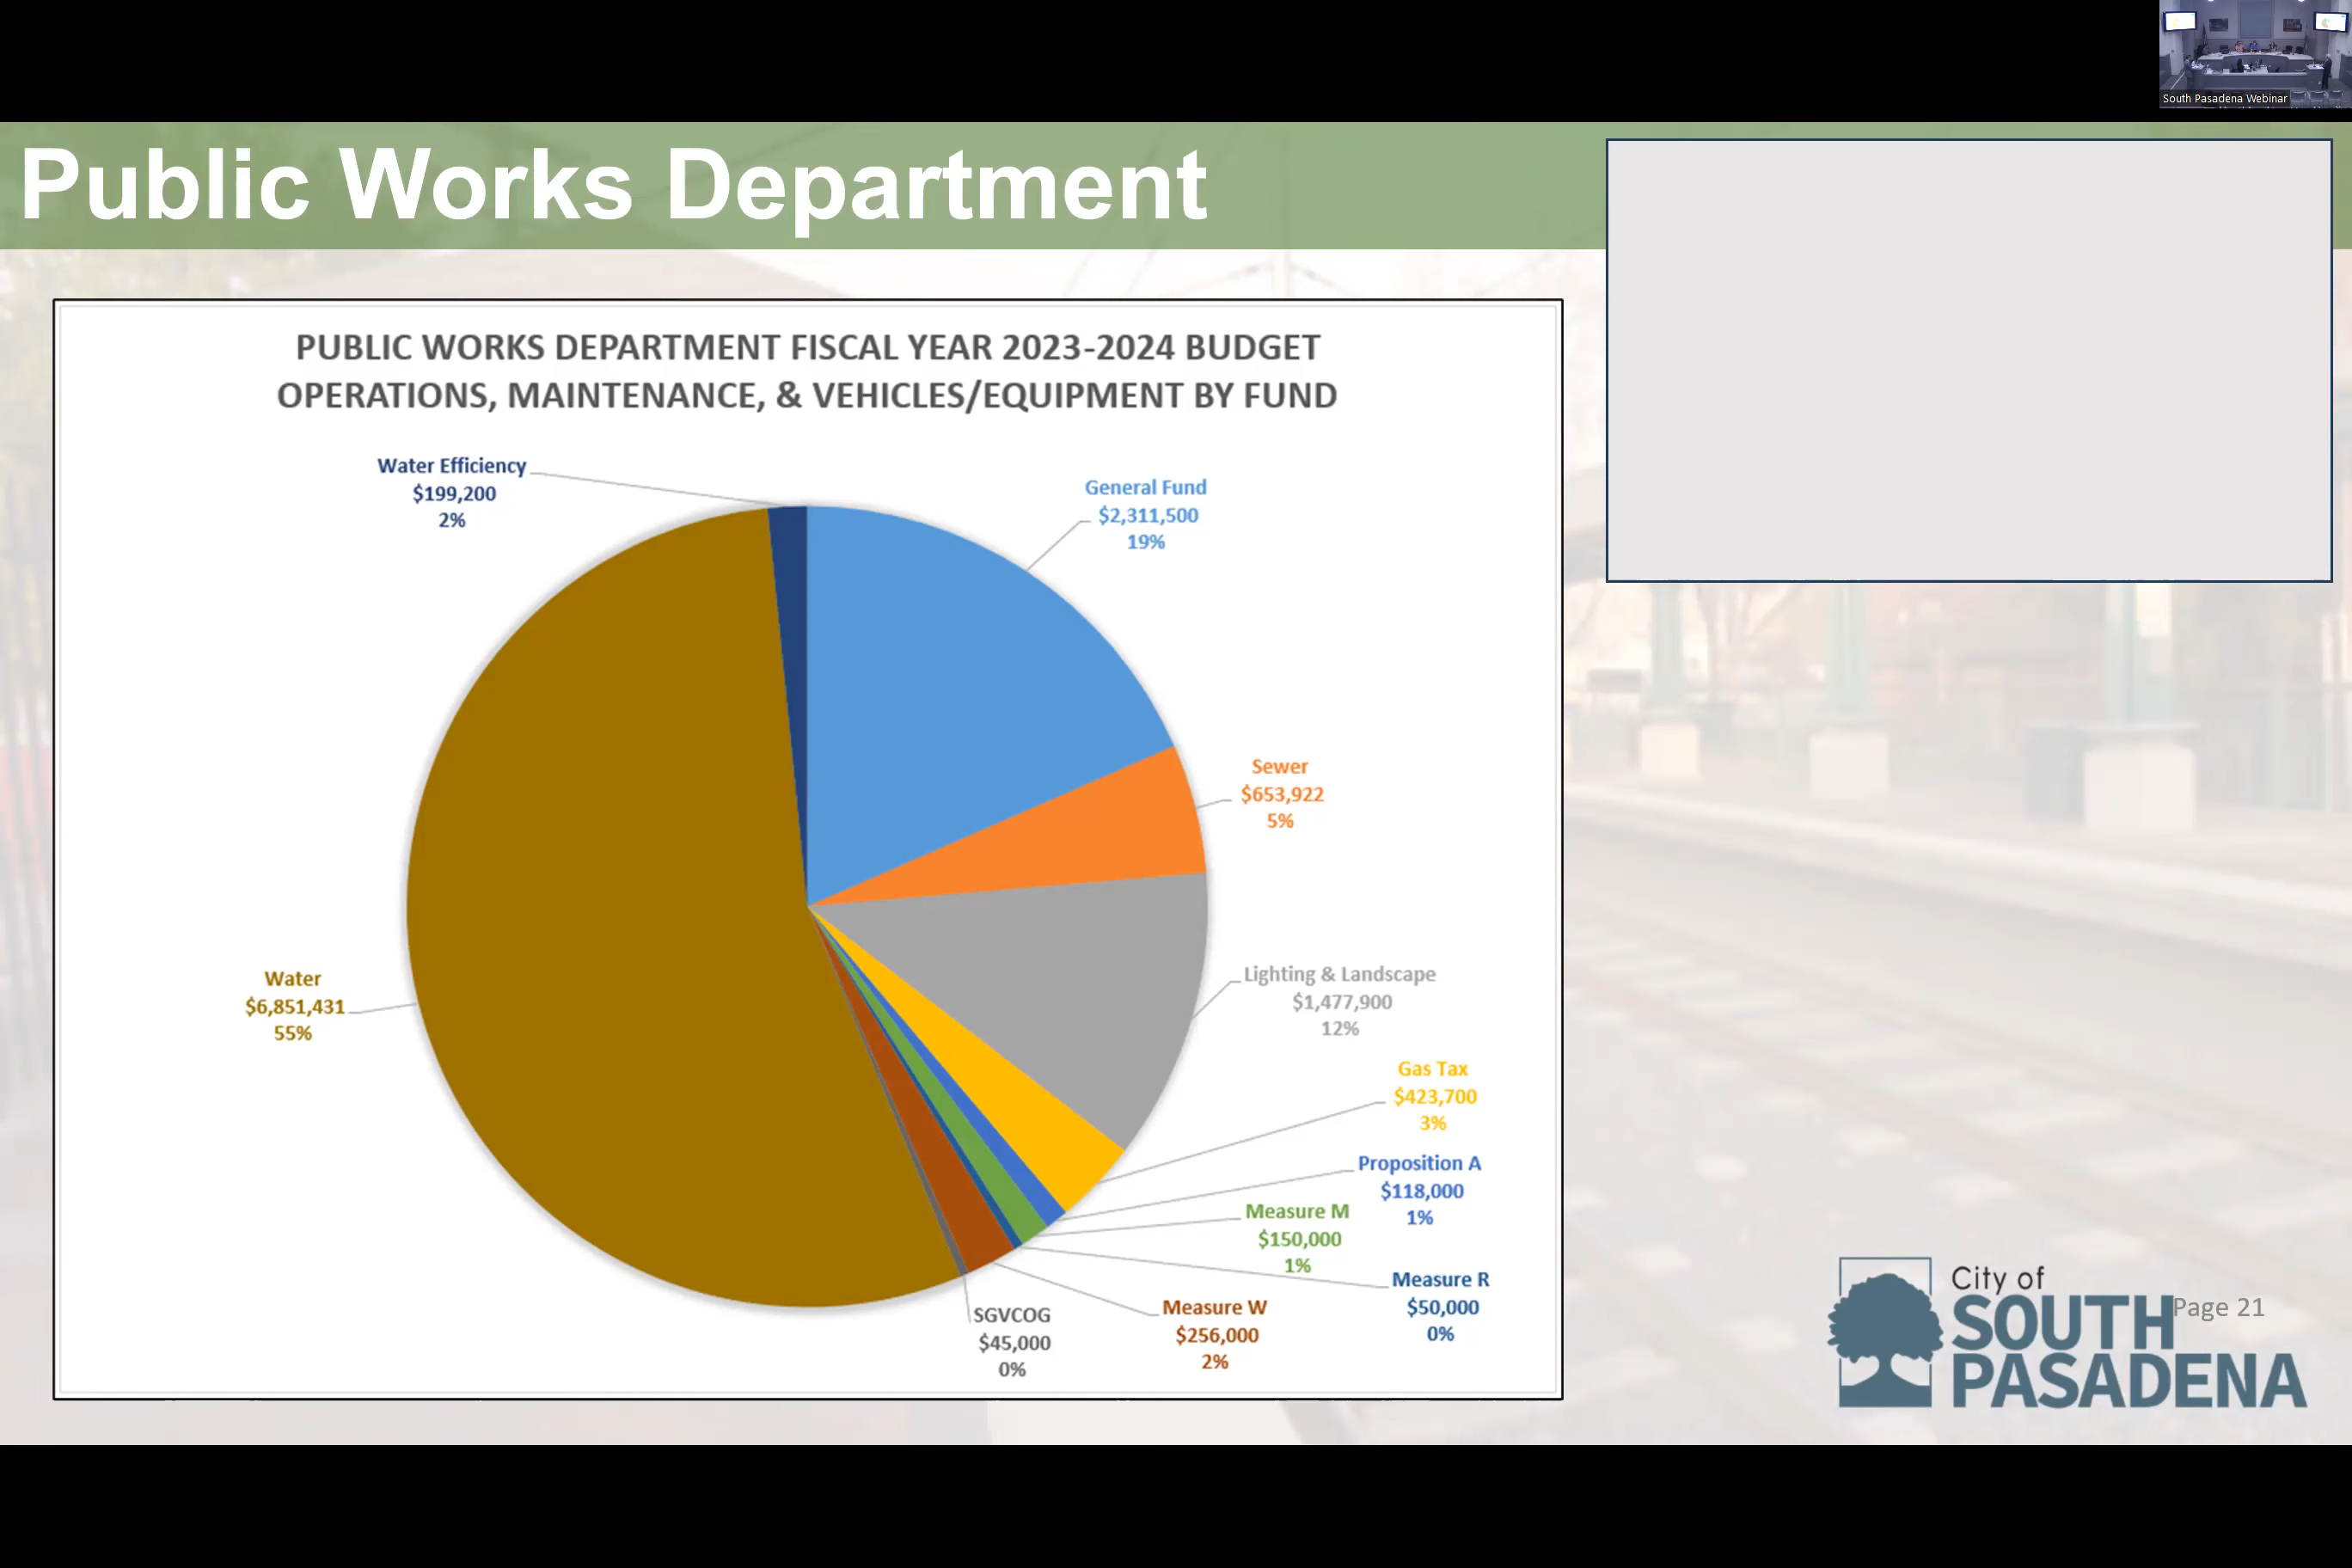 South Pasadena Webinar
Public Works Department
PUBLIC WORKS DEPARTMENT FISCAL YEAR 2023-2024 BUDGET
OPERATIONS, MAINTENANCE, & VEHICLES/EQUIPMENT BY FUND
Water Efficiency
$199,200
2%
General Fund
$2,311,500
19%
Sewer
$653,922
5%
Lighting & Landscape
$1,477,900
12%
Water
$6,851,431
55%
Gas Tax
$423,700
3%
Proposition A
$118,000
1%
Measure M
$150,000
1%
Measure R
$50,000
0%
Measure W
$256,000
2%
SGVCOG
$45,000
0%
City of
SOUTH
PASADENA
Page 21